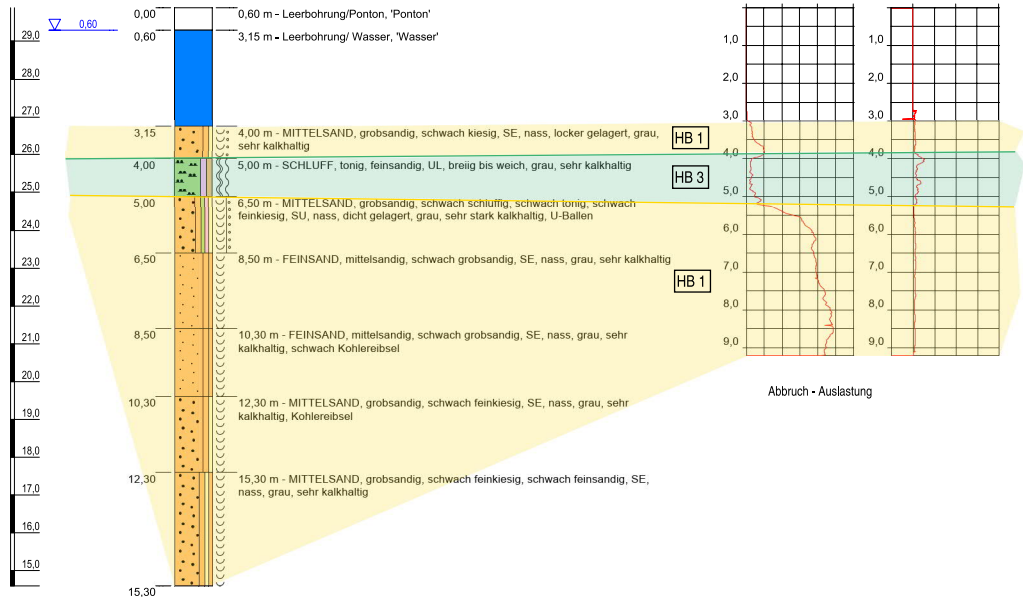 0,00
0,60 m - Leerbohrung/Ponton, 'Ponton'
0,60
0,60
3,15 m - Leerbohrung/ Wasser, 'Wasser'
29,0
28,0
27,0
26,0
25,0
24,0
23,0
22,0
21,0
20,0
19,0
18,0
17,0
16,0
15,0
3,15
4,00 m - MITTELSAND, grobsandig, schwach kiesig, SE, nass, locker gelagert, grau,
sehr kalkhaltig
HB 1
4,00
5,00 m - SCHLUFF, tonig, feinsandig, UL, breiig bis weich, grau, sehr kalkhaltig
HB 3
5,00
6,50 m - MITTELSAND, grobsandig, schwach schluffig, schwach tonig, schwach
feinkiesig, SU, nass, dicht gelagert, grau, sehr stark kalkhaltig, U-Ballen
6,50
8,50 m - FEINSAND, mittelsandig, schwach grobsandig, SE, nass, grau, sehr kalkhaltig
HB 1
8,50
10,30 m - FEINSAND, mittelsandig, schwach grobsandig, SE, nass, grau, sehr
kalkhaltig, schwach Kohlereibsel
10,30
12,30 m - MITTELSAND, grobsandig, schwach feinkiesig, SE, nass, grau, sehr
kalkhaltig, Kohlereibsel
12,30
15,30 m - MITTELSAND, grobsandig, schwach feinkiesig, schwach feinsandig, SE,
nass, grau, sehr kalkhaltig
15,30
1,0
2,0
3,0
4,0
5,0
6,0
7,0
8,0
9,0
1,0
2,0
3,0
4,0
5,0
6,0
7,0
8,0
9,0
Abbruch - Auslastung